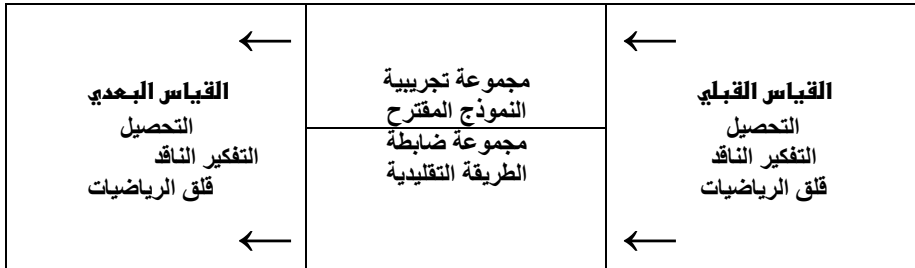 القياس القبلي
التحصيل
التفكير الناقد
قلق الرياضيات
مجموعة تجريبية
النموذج المقترح
مجموعة ضابطة
الطريقة التقليدية
القياس البعدي
التحصيل
التفكير الناقد
قلق الرياضيات